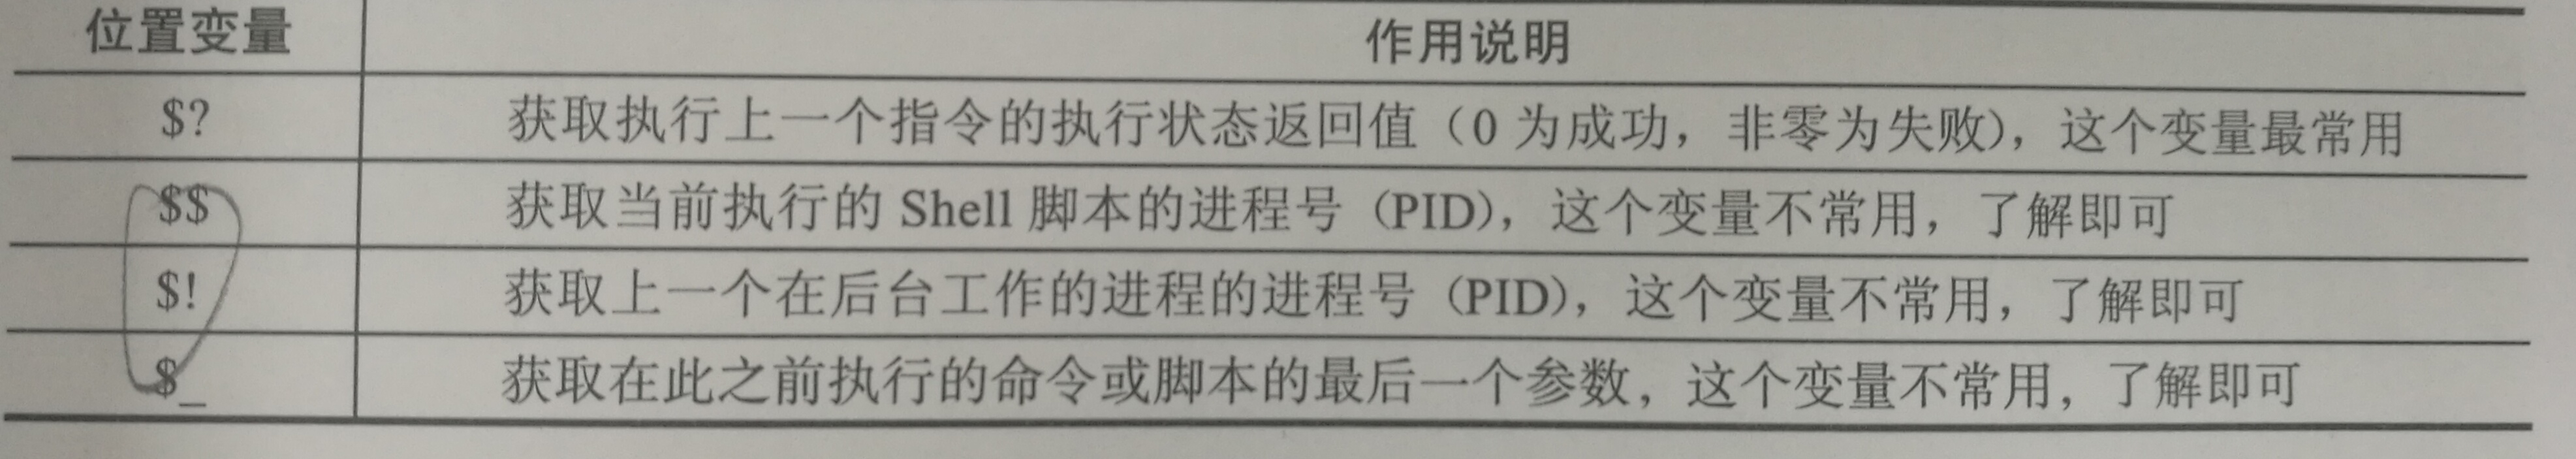 位置变量 作用说明
$? 获取执行上一个指令的执行状态返回值（0 为成功，非零为失败），这个变量最常用
$$ 获取当前执行的 Shell 脚本的进程号（PID），这个变量不常用，了解即可
$! 获取上一个在后台工作的进程的进程号（PID），这个变量不常用，了解即可
$_ 获取在此之前执行的命令或脚本的最后一个参数，这个变量不常用，了解即可